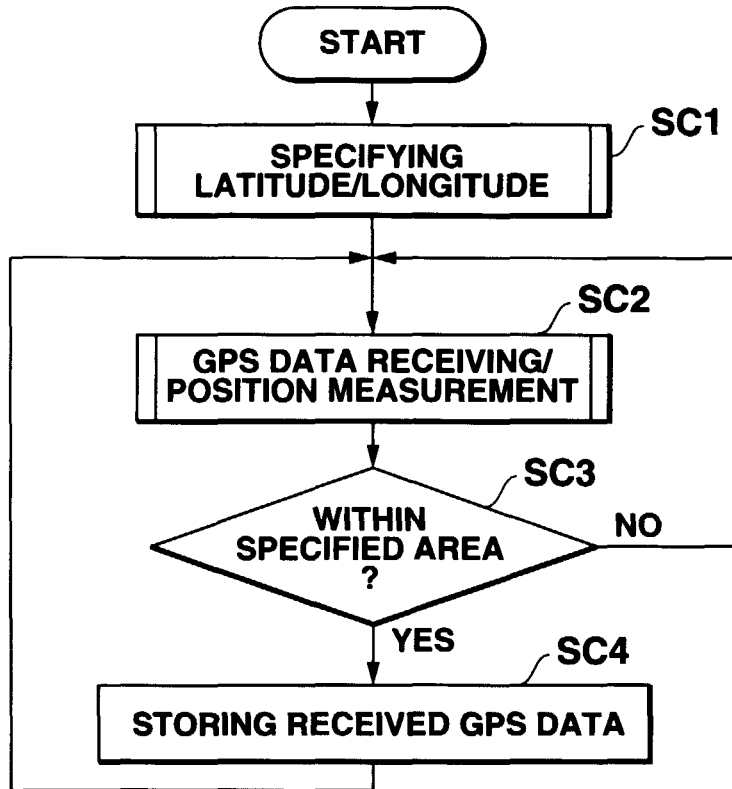 START
SC1
SPECIFYING
LATITUDE/LONGITUDE
SC2
GPS DATA RECEIVING/
POSITION MEASUREMENT
SC3
WITHIN
SPECIFIED AREA
?
NO
YES
SC4
STORING RECEIVED GPS DATA